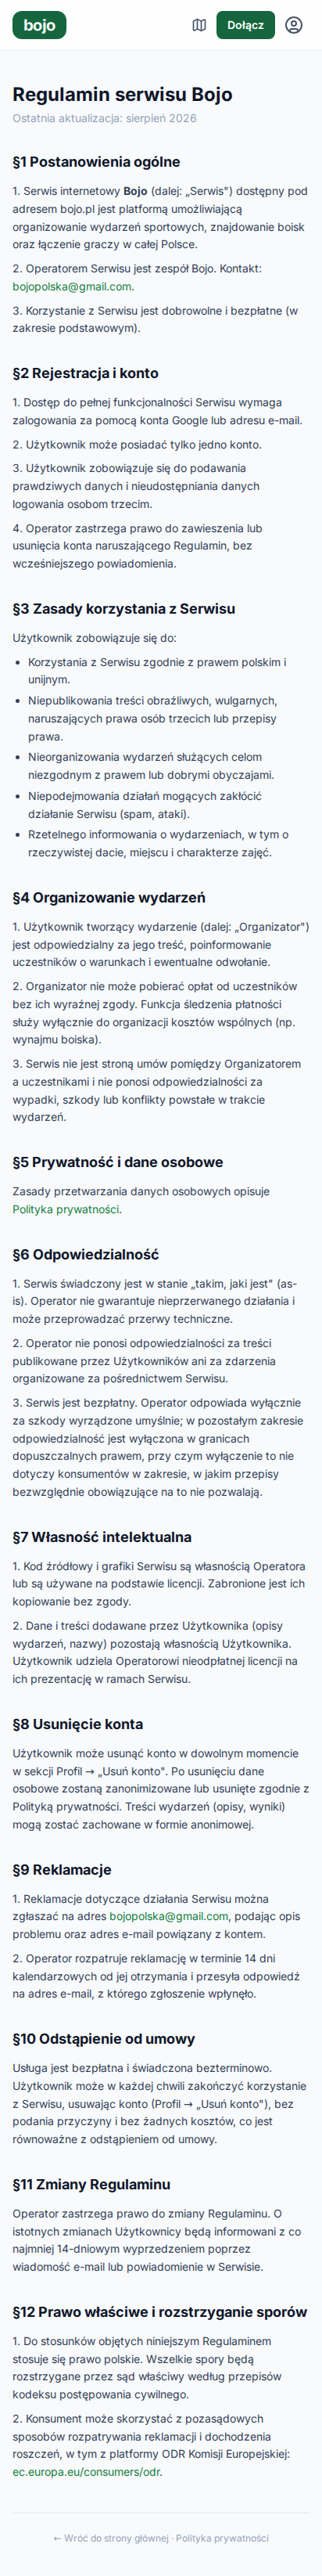 bojo
Dołącz
Regulamin serwisu Bojo
Ostatnia aktualizacja: sierpień 2026
§1 Postanowienia ogólne
1. Serwis internetowy Bojo (dalej: „Serwis") dostępny pod
adresem bojo.pl jest platformą umożliwiającą
organizowanie wydarzeń sportowych, znajdowanie boisk
oraz łączenie graczy w całej Polsce.
2. Operatorem Serwisu jest zespół Bojo. Kontakt:
bojopolska@gmail.com.
3. Korzystanie z Serwisu jest dobrowolne i bezpłatne (w
zakresie podstawowym).
§2 Rejestracja i konto
1. Dostęp do pełnej funkcjonalności Serwisu wymaga
zalogowania za pomocą konta Google lub adresu e-mail.
2. Użytkownik może posiadać tylko jedno konto.
3. Użytkownik zobowiązuje się do podawania
prawdziwych danych i nieudostępniania danych
logowania osobom trzecim.
4. Operator zastrzega prawo do zawieszenia lub
usunięcia konta naruszającego Regulamin, bez
wcześniejszego powiadomienia.
§3 Zasady korzystania z Serwisu
Użytkownik zobowiązuje się do:
• Korzystania z Serwisu zgodnie z prawem polskim i
unijnym.
• Niepublikowania treści obraźliwych, wulgarnych,
naruszających prawa osób trzecich lub przepisy
prawa.
• Nieorganizowania wydarzeń służących celom
niezgodnym z prawem lub dobrymi obyczajami.
• Niepodejmowania działań mogących zakłócić
działanie Serwisu (spam, ataki).
• Rzetelnego informowania o wydarzeniach, w tym o
rzeczywistej dacie, miejscu i charakterze zajęć.
§4 Organizowanie wydarzeń
1. Użytkownik tworzący wydarzenie (dalej: „Organizator")
jest odpowiedzialny za jego treść, poinformowanie
uczestników o warunkach i ewentualne odwołanie.
2. Organizator nie może pobierać opłat od uczestników
bez ich wyraźnej zgody. Funkcja śledzenia płatności
służy wyłącznie do organizacji kosztów wspólnych (np.
wynajmu boiska).
3. Serwis nie jest stroną umów pomiędzy Organizatorem
a uczestnikami i nie ponosi odpowiedzialności za
wypadki, szkody lub konflikty powstałe w trakcie
wydarzeń.
§5 Prywatność i dane osobowe
Zasady przetwarzania danych osobowych opisuje
Polityka prywatności.
§6 Odpowiedzialność
1. Serwis świadczony jest w stanie „takim, jaki jest" (as-
is). Operator nie gwarantuje nieprzerwanego działania i
może przeprowadzać przerwy techniczne.
2. Operator nie ponosi odpowiedzialności za treści
publikowane przez Użytkowników ani za zdarzenia
organizowane za pośrednictwem Serwisu.
3. Serwis jest bezpłatny. Operator odpowiada wyłącznie
za szkody wyrządzone umyślnie; w pozostałym zakresie
odpowiedzialność jest wyłączona w granicach
dopuszczalnych prawem, przy czym wyłączenie to nie
dotyczy konsumentów w zakresie, w jakim przepisy
bezwzględnie obowiązujące na to nie pozwalają.
§7 Własność intelektualna
1. Kod źródłowy i grafiki Serwisu są własnością Operatora
lub są używane na podstawie licencji. Zabronione jest ich
kopiowanie bez zgody.
2. Dane i treści dodawane przez Użytkownika (opisy
wydarzeń, nazwy) pozostają własnością Użytkownika.
Użytkownik udziela Operatorowi nieodpłatnej licencji na
ich prezentację w ramach Serwisu.
§8 Usunięcie konta
Użytkownik może usunąć konto w dowolnym momencie
w sekcji Profil → „Usuń konto". Po usunięciu dane
osobowe zostaną zanonimizowane lub usunięte zgodnie z
Polityką prywatności. Treści wydarzeń (opisy, wyniki)
mogą zostać zachowane w formie anonimowej.
§9 Reklamacje
1. Reklamacje dotyczące działania Serwisu można
zgłaszać na adres bojopolska@gmail.com, podając opis
problemu oraz adres e-mail powiązany z kontem.
2. Operator rozpatruje reklamację w terminie 14 dni
kalendarzowych od jej otrzymania i przesyła odpowiedź
na adres e-mail, z którego zgłoszenie wpłynęło.
§10 Odstąpienie od umowy
Usługa jest bezpłatna i świadczona bezterminowo.
Użytkownik może w każdej chwili zakończyć korzystanie
z Serwisu, usuwając konto (Profil → „Usuń konto"), bez
podania przyczyny i bez żadnych kosztów, co jest
równoważne z odstąpieniem od umowy.
§11 Zmiany Regulaminu
Operator zastrzega prawo do zmiany Regulaminu. O
istotnych zmianach Użytkownicy będą informowani z co
najmniej 14-dniowym wyprzedzeniem poprzez
wiadomość e-mail lub powiadomienie w Serwisie.
§12 Prawo właściwe i rozstrzyganie sporów
1. Do stosunków objętych niniejszym Regulaminem
stosuje się prawo polskie. Wszelkie spory będą
rozstrzygane przez sąd właściwy według przepisów
kodeksu postępowania cywilnego.
2. Konsument może skorzystać z pozasądowych
sposobów rozpatrywania reklamacji i dochodzenia
roszczeń, w tym z platformy ODR Komisji Europejskiej:
ec.europa.eu/consumers/odr.
← Wróć do strony głównej · Polityka prywatności